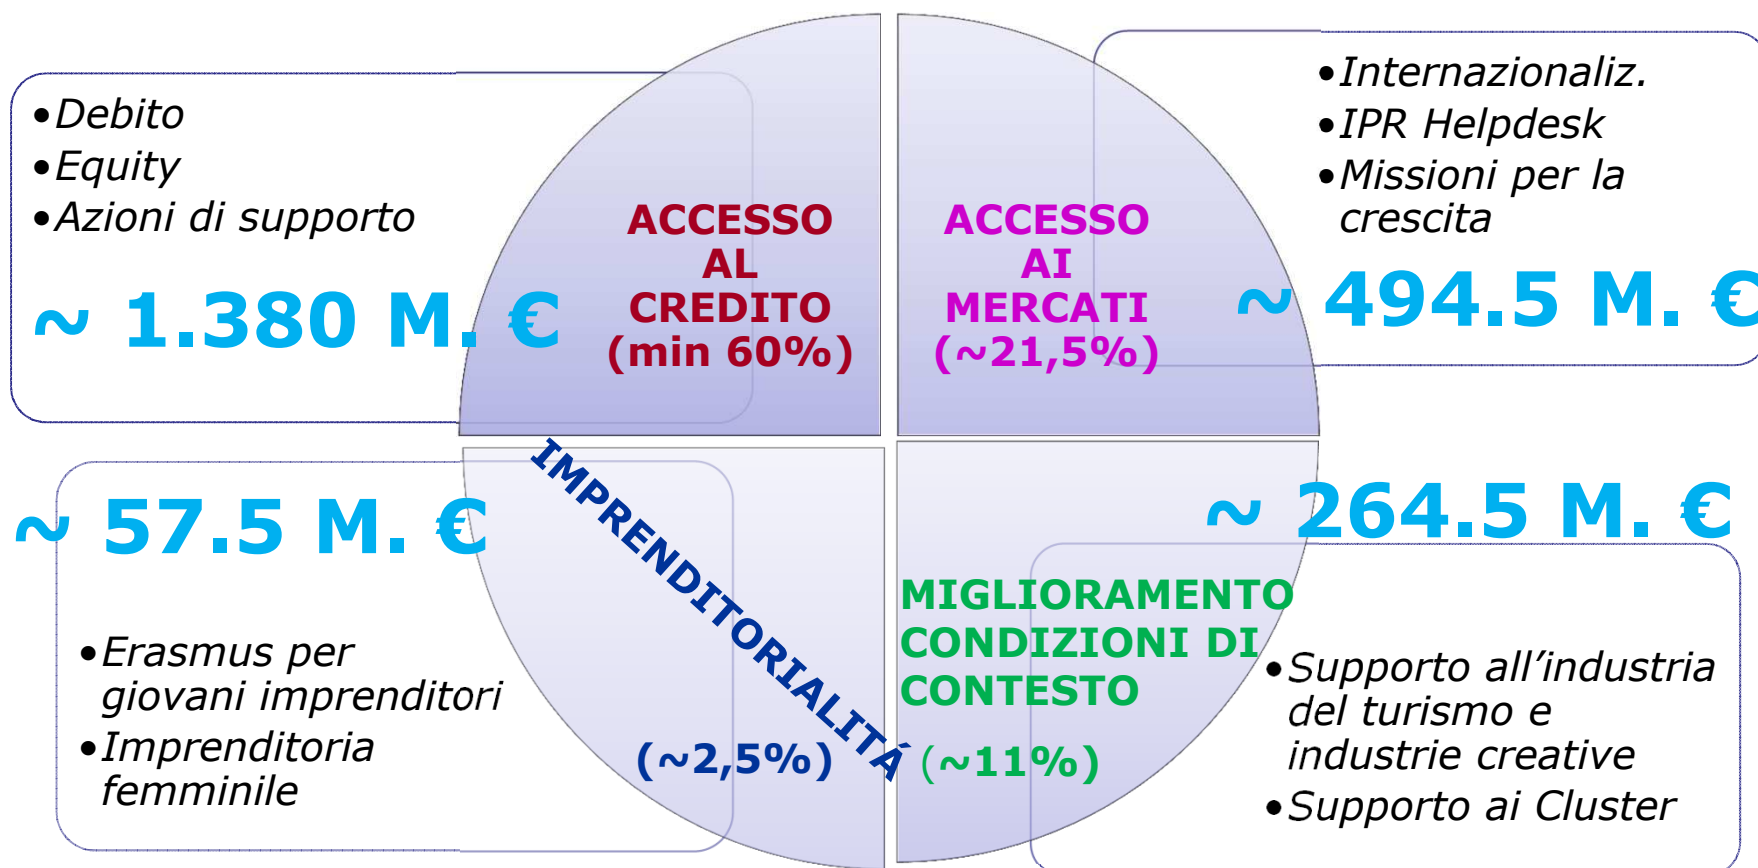 •Debito
•Equity
•Azioni di supporto
~ 1.380 M. €
ACCESSO
AL
CREDITO
(min 60%)
ACCESSO
AI
MERCATI
(~21,5%)
•Internazionaliz.
•IPR Helpdesk
•Missioni per la
crescita
~ 494.5 M. €
~ 57.5 M. €
•Erasmus per
giovani imprenditori
•Imprenditoria
femminile
IMPRENDITORIALITÁ
(~2,5%)
MIGLIORAMENTO
CONDIZIONI DI
CONTESTO
(~11%)
~ 264.5 M. €
•Supporto all’industria
del turismo e
industrie creative
•Supporto ai Cluster